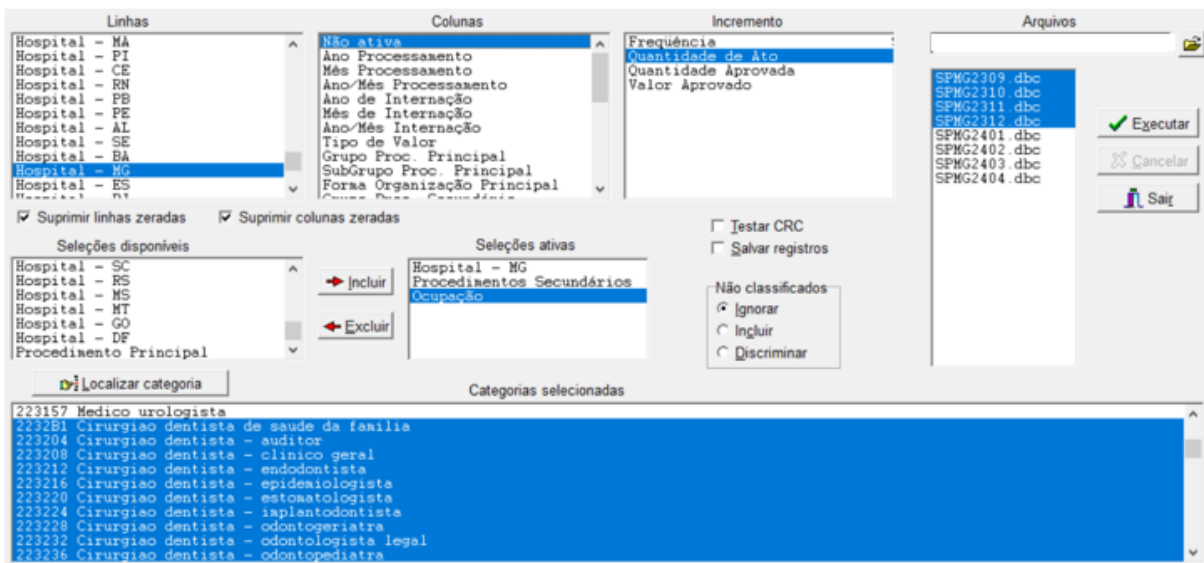 Linhas
Hospital - MA
Hospital - PI
Hospital - CE
Hospital - RN
Hospital - PB
Hospital - PE
Hospital - AL
Hospital - SE
Hospital - BA
Hospital - MG
Hospital - ES
Colunas
Não ativa
Ano Processamento
Mês Processamento
Ano/Mês Processamento
Ano de Internação
Mês de Internação
Ano/Mês Internação
Tipo de Valor
Grupo Proc. Principal
SubGrupo Proc. Principal
Forma Organização Principal
Incremento
Freqüência
Quantidade de Ato
Quantidade Aprovada
Valor Aprovado
Arquivos
SPMG2309.dbc
SPMG2310.dbc
SPMG2311.dbc
SPMG2312.dbc
SPMG2401.dbc
SPMG2402.dbc
SPMG2403.dbc
SPMG2404.dbc
Executar
Cancelar
Sair
Suprimir linhas zeradas
Suprimir colunas zeradas
Testar CRC
Salvar registros
Seleções disponíveis
Hospital - SC
Hospital - RS
Hospital - MS
Hospital - MT
Hospital - GO
Hospital - DF
Procedimento Principal
Incluir
Excluir
Seleções ativas
Hospital - MG
Procedimentos Secundários
Ocupação
Não classificados
Ignorar
Incluir
Discriminar
Localizar categoria
Categorias selecionadas
223157 Medico urologista
2232B1 Cirurgiao dentista de saude da familia
223204 Cirurgiao dentista - auditor
223208 Cirurgiao dentista - clinico geral
223212 Cirurgiao dentista - endodontista
223216 Cirurgiao dentista - epidemiologista
223220 Cirurgiao dentista - estomatologista
223224 Cirurgiao dentista - implantodontista
223228 Cirurgiao dentista - odontogeriatra
223232 Cirurgiao dentista - odontologista legal
223236 Cirurgiao dentista - odontopediatra